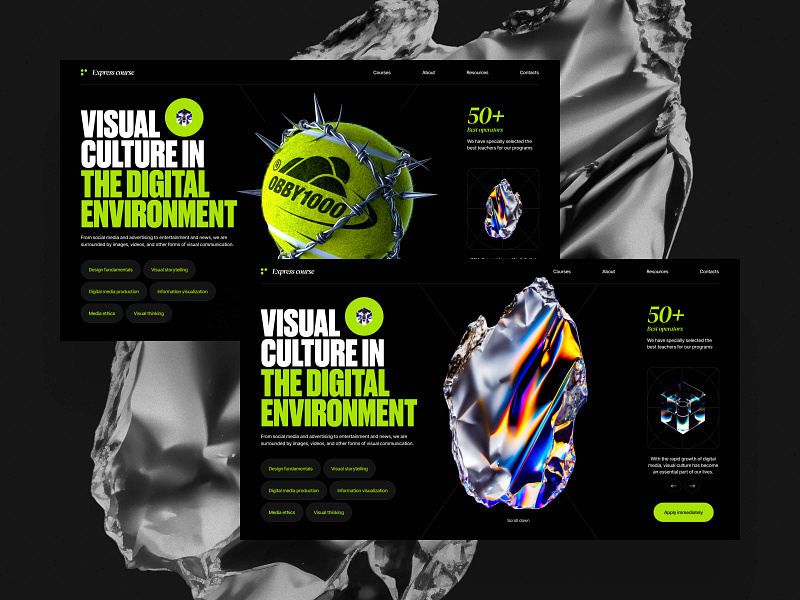 Express course
Courses
About
Resources
Contacts
VISUAL
CULTURE IN
THE DIGITAL
ENVIRONMENT
From social media and advertising to entertainment and news, we are
surrounded by images, videos, and other forms of visual communication.
Design fundamentals
Visual storytelling
Digital media production
Information visualization
Media ethics
Visual thinking
®
OBBY1000
50+
Best operators
We have specially selected the
best teachers for our programs
Express course
Courses
About
Resources
Contacts
VISUAL
CULTURE IN
THE DIGITAL
ENVIRONMENT
From social media and advertising to entertainment and news, we are
surrounded by images, videos, and other forms of visual communication.
Design fundamentals
Visual storytelling
Digital media production
Information visualization
Media ethics
Visual thinking
Scroll down
50+
Best operators
We have specially selected the
best teachers for our programs
With the rapid growth of digital
media, visual culture has become
an essential part of our lives.
← →
Apply immediately